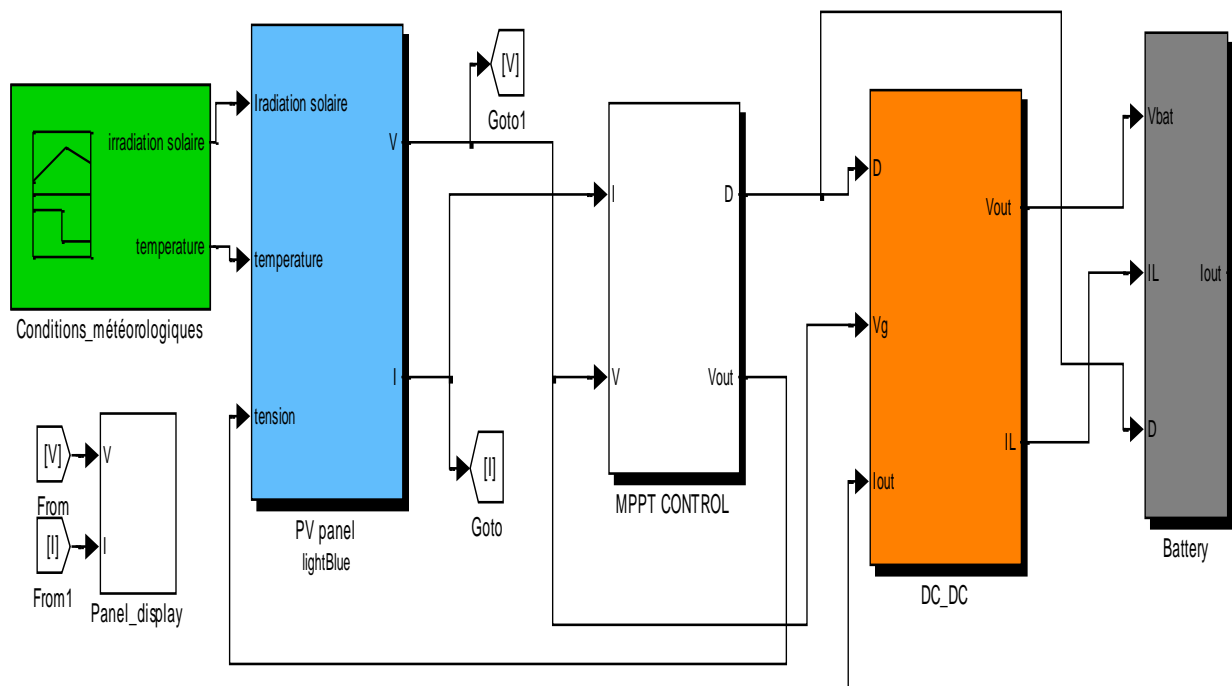 irradiation solaire
temperature
Conditions_météorologiques
Iradiation solaire
temperature
tension
V
I
PV panel
lightBlue
[V]
Goto1
[I]
Goto
[V]
From
[I]
From1
V
I
Panel_display
I
V
D
Vout
MPPT CONTROL
D
Vg
Iout
Vout
IL
DC_DC
Vbat
IL
D
Iout
Battery